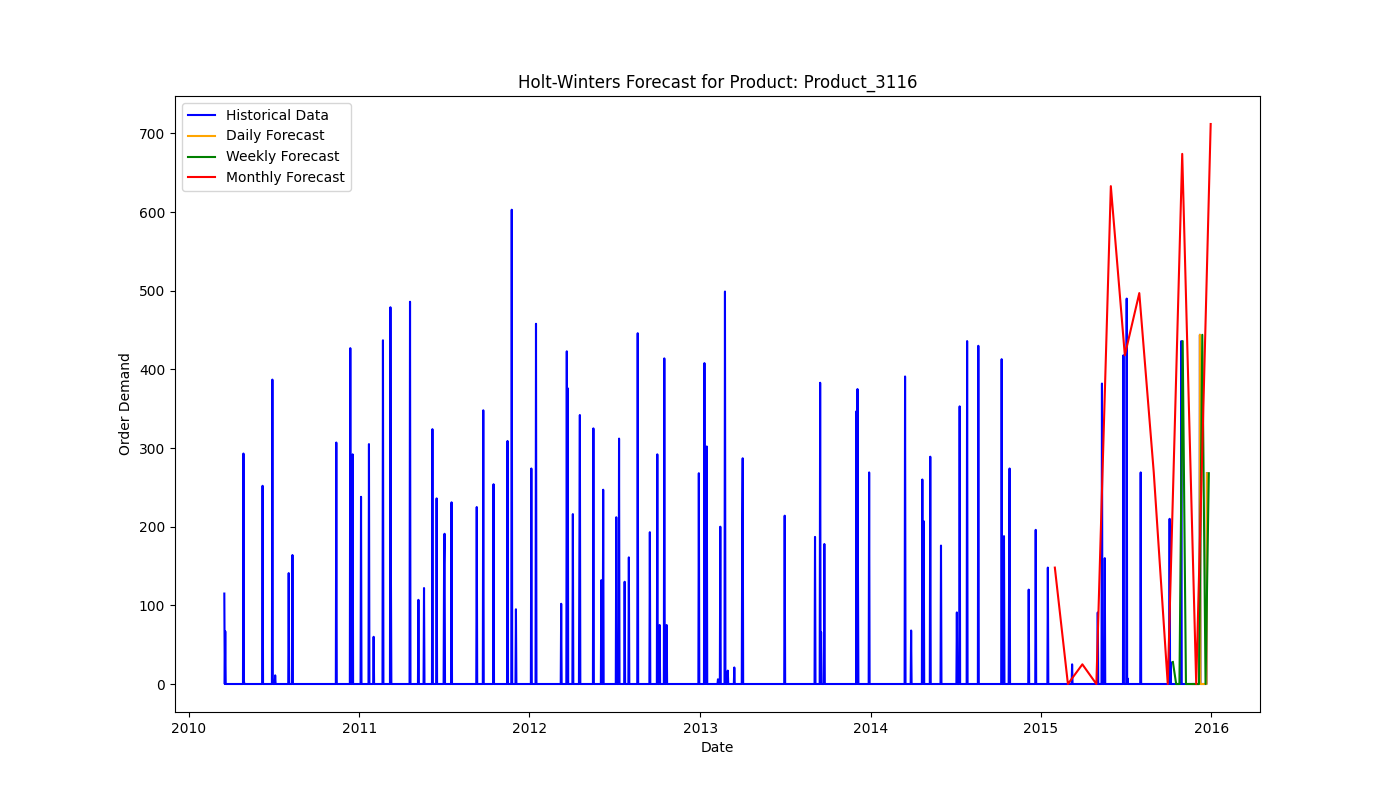 Holt-Winters Forecast for Product: Product_3116
Historical Data
Daily Forecast
Weekly Forecast
Monthly Forecast
700
600
500
400
300
200
100
0
Order Demand
2010 2011 2012 2013 2014 2015 2016
Date